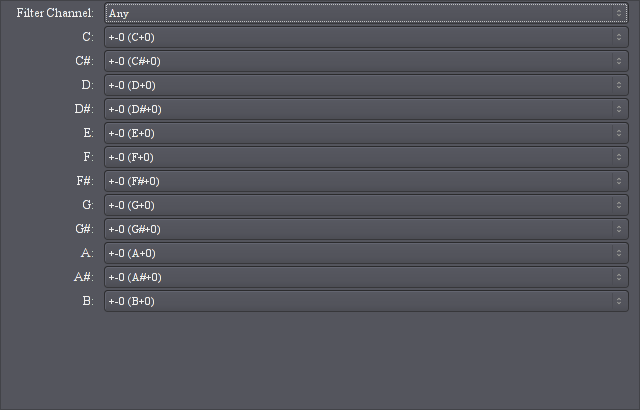 Filter Channel: Any
C: +-0 (C+0)
C#: +-0 (C#+0)
D: +-0 (D+0)
D#: +-0 (D#+0)
E: +-0 (E+0)
F: +-0 (F+0)
F#: +-0 (F#+0)
G: +-0 (G+0)
G#: +-0 (G#+0)
A: +-0 (A+0)
A#: +-0 (A#+0)
B: +-0 (B+0)